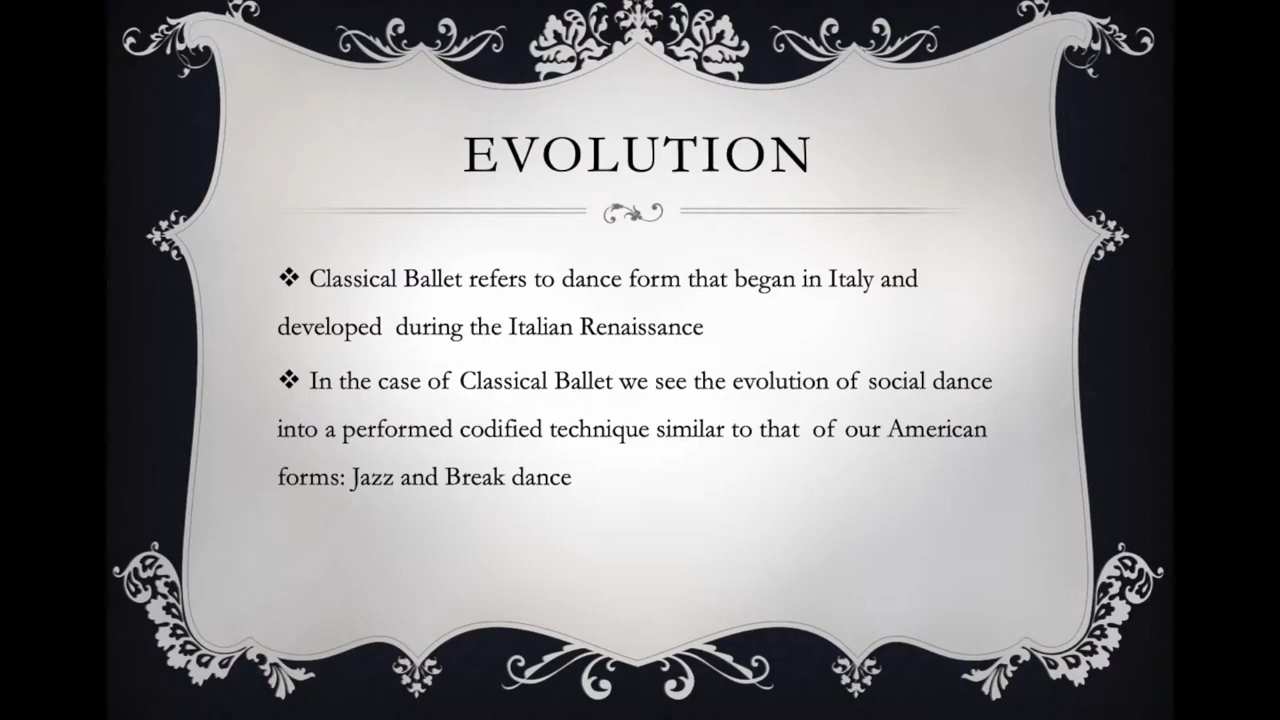 EVOLUTION
❖ Classical Ballet refers to dance form that began in Italy and
developed during the Italian Renaissance
❖ In the case of Classical Ballet we see the evolution of social dance
into a performed codified technique similar to that of our American
forms: Jazz and Break dance